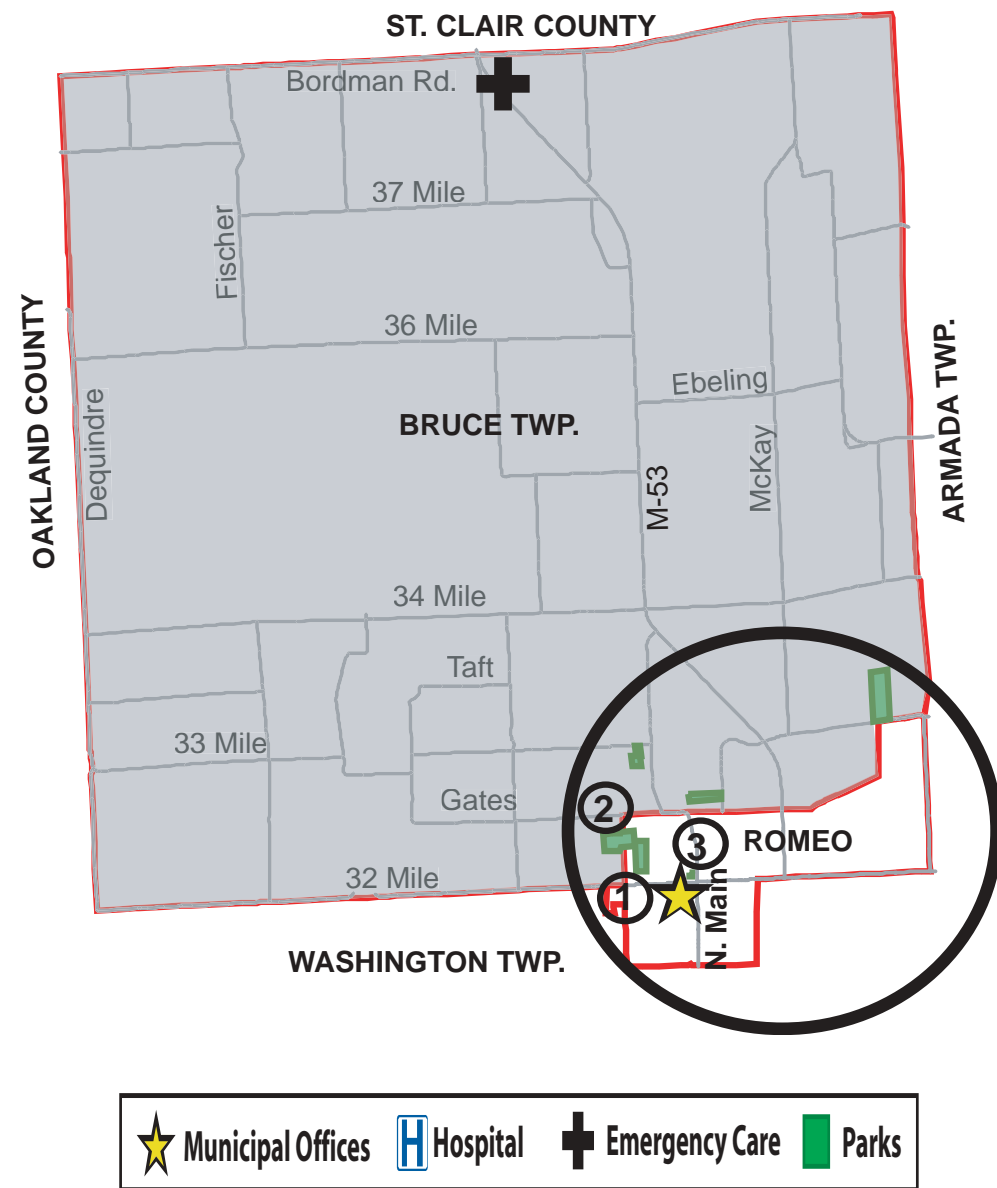 ST. CLAIR COUNTY
Bordman Rd.
37 Mile
Fischer
OAKLAND COUNTY
36 Mile
ARMADA TWP.
Ebeling
Dequindre
BRUCE TWP.
McKay
M-53
34 Mile
Taft
33 Mile
Gates
2
3
ROMEO
32 Mile
1
N. Main
WASHINGTON TWP.
Municipal Offices H Hospital Emergency Care Parks